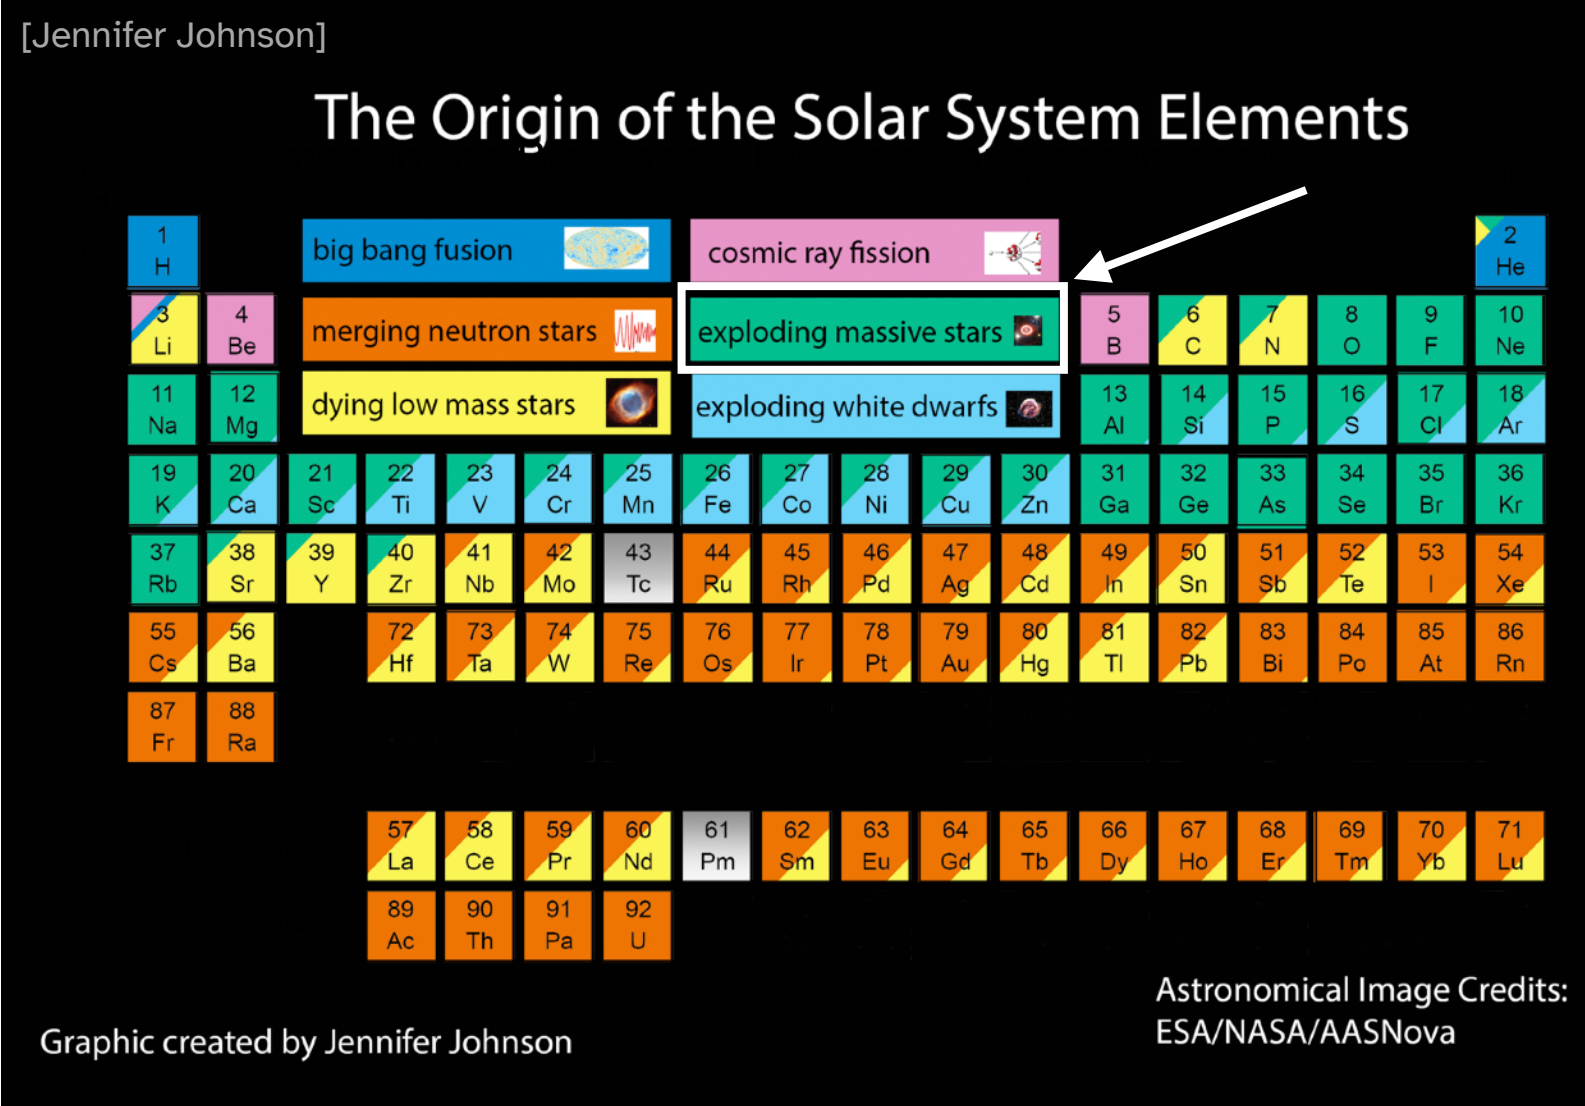 [Jennifer Johnson]
The Origin of the Solar System Elements
1 H
big bang fusion
cosmic ray fission
2 He
3 Li
4 Be
merging neutron stars
exploding massive stars
5 B
6 C
7 N
8 O
9 F
10 Ne
11 Na
12 Mg
dying low mass stars
exploding white dwarfs
13 Al
14 Si
15 P
16 S
17 Cl
18 Ar
19 K
20 Ca
21 Sc
22 Ti
23 V
24 Cr
25 Mn
26 Fe
27 Co
28 Ni
29 Cu
30 Zn
31 Ga
32 Ge
33 As
34 Se
35 Br
36 Kr
37 Rb
38 Sr
39 Y
40 Zr
41 Nb
42 Mo
43 Tc
44 Ru
45 Rh
46 Pd
47 Ag
48 Cd
49 In
50 Sn
51 Sb
52 Te
53 I
54 Xe
55 Cs
56 Ba
72 Hf
73 Ta
74 W
75 Re
76 Os
77 Ir
78 Pt
79 Au
80 Hg
81 Tl
82 Pb
83 Bi
84 Po
85 At
86 Rn
87 Fr
88 Ra
57 La
58 Ce
59 Pr
60 Nd
61 Pm
62 Sm
63 Eu
64 Gd
65 Tb
66 Dy
67 Ho
68 Er
69 Tm
70 Yb
71 Lu
89 Ac
90 Th
91 Pa
92 U
Graphic created by Jennifer Johnson
Astronomical Image Credits:
ESA/NASA/AASNova